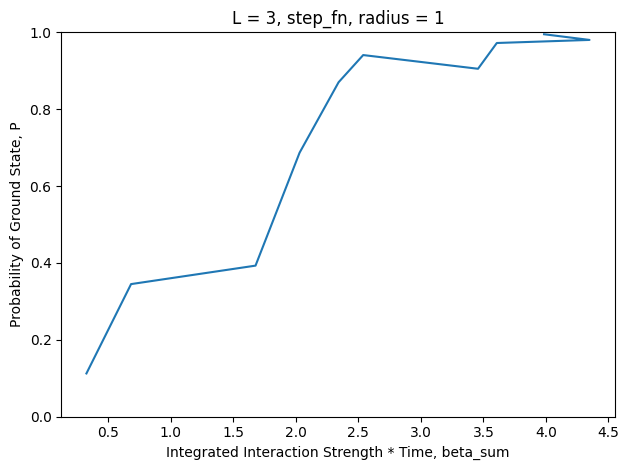 L = 3, step_fn, radius = 1
Probability of Ground State, P
1.0
0.8
0.6
0.4
0.2
0.0
0.5 1.0 1.5 2.0 2.5 3.0 3.5 4.0 4.5
Integrated Interaction Strength * Time, beta_sum